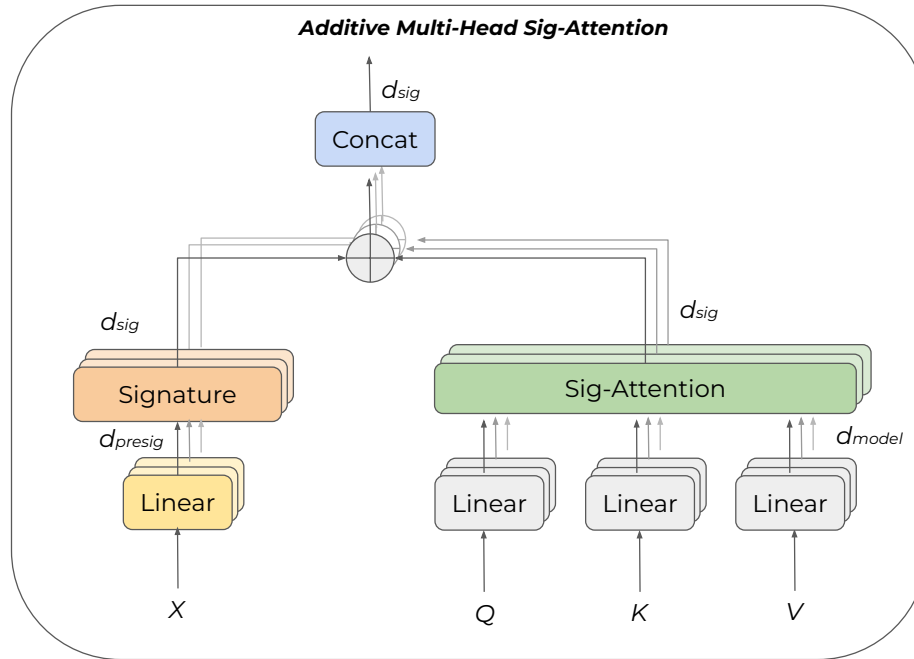 Additive Multi-Head Sig-Attention
dsig
Concat
dsig
dsig
Signature
Sig-Attention
dpresig
dmodel
Linear
Linear
Linear
Linear
X
Q
K
V